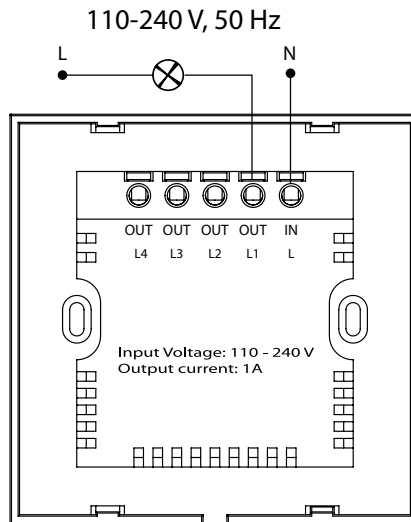 110-240 V, 50 Hz
L N
OUT OUT OUT OUT IN
L4 L3 L2 L1 L
Input Voltage: 110 - 240 V
Output current: 1A